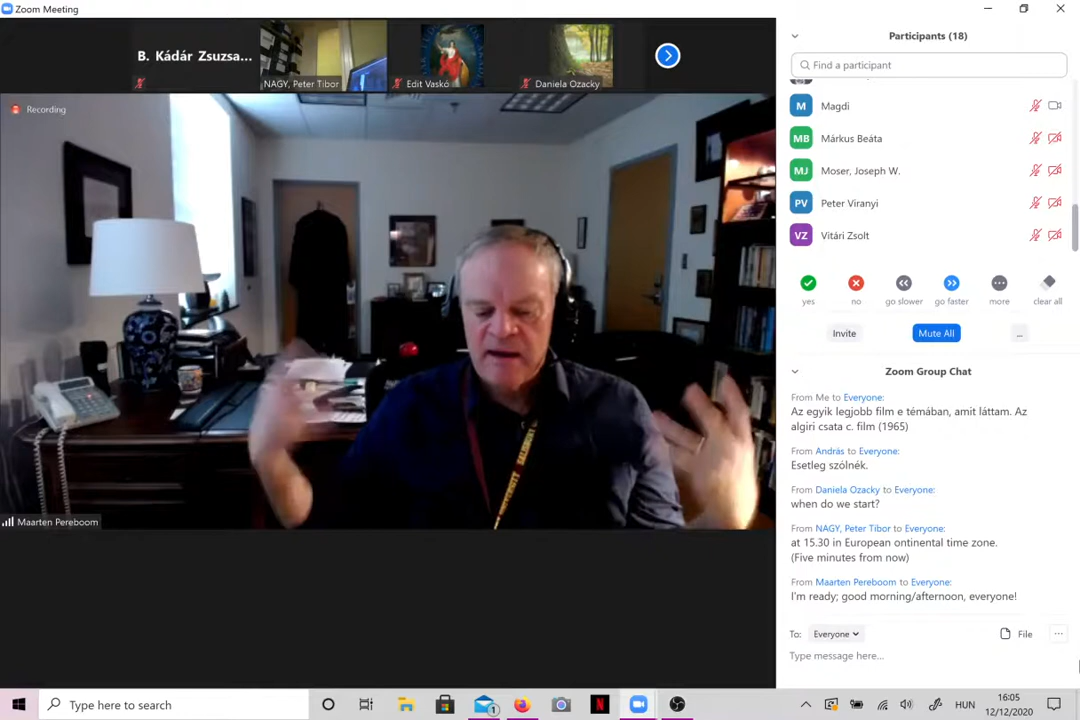 Zoom Meeting
B. Kádár Zsuzsa...
NAGY, Peter Tibor
Edit Vaskó
Daniela Ozacky
Recording
Maarten Pereboom
Participants (18)
Find a participant
M Magdi
MB Márkus Beáta
MJ Moser, Joseph W.
PV Peter Viranyi
VZ Vitári Zsolt
yes no go slower go faster more clear all
Invite Mute All ...
Zoom Group Chat
From Me to Everyone:
Az egyik legjobb film e témában, amit láttam. Az
algiri csata c. film (1965)
From András to Everyone:
Esetleg szólnék.
From Daniela Ozacky to Everyone:
when do we start?
From NAGY, Peter Tibor to Everyone:
at 15.30 in European ontinental time zone.
(Five minutes from now)
From Maarten Pereboom to Everyone:
I'm ready; good morning/afternoon, everyone!
To: Everyone File ...
Type message here...
Type here to search
1
N
HUN
16:05
12/12/2020